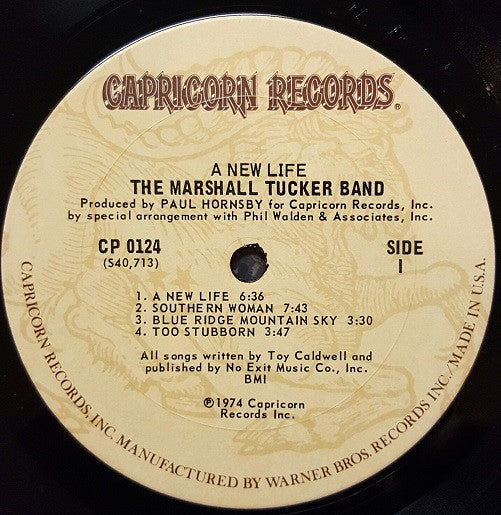 CAPRICORN RECORDS®
A NEW LIFE
THE MARSHALL TUCKER BAND
Produced by PAUL HORNSBY for Capricorn Records, Inc.
by special arrangement with Phil Walden & Associates, Inc.
CP 0124
(S40,713)
SIDE
I
1. A NEW LIFE 6:36
2. SOUTHERN WOMAN 7:43
3. BLUE RIDGE MOUNTAIN SKY 3:30
4. TOO STUBBORN 3:47
All songs written by Toy Caldwell and
published by No Exit Music Co., Inc.
BMI
℗1974 Capricorn
Records Inc.
CAPRICORN RECORDS, INC. MANUFACTURED BY WARNER BROS. RECORDS INC./MADE IN U.S.A.